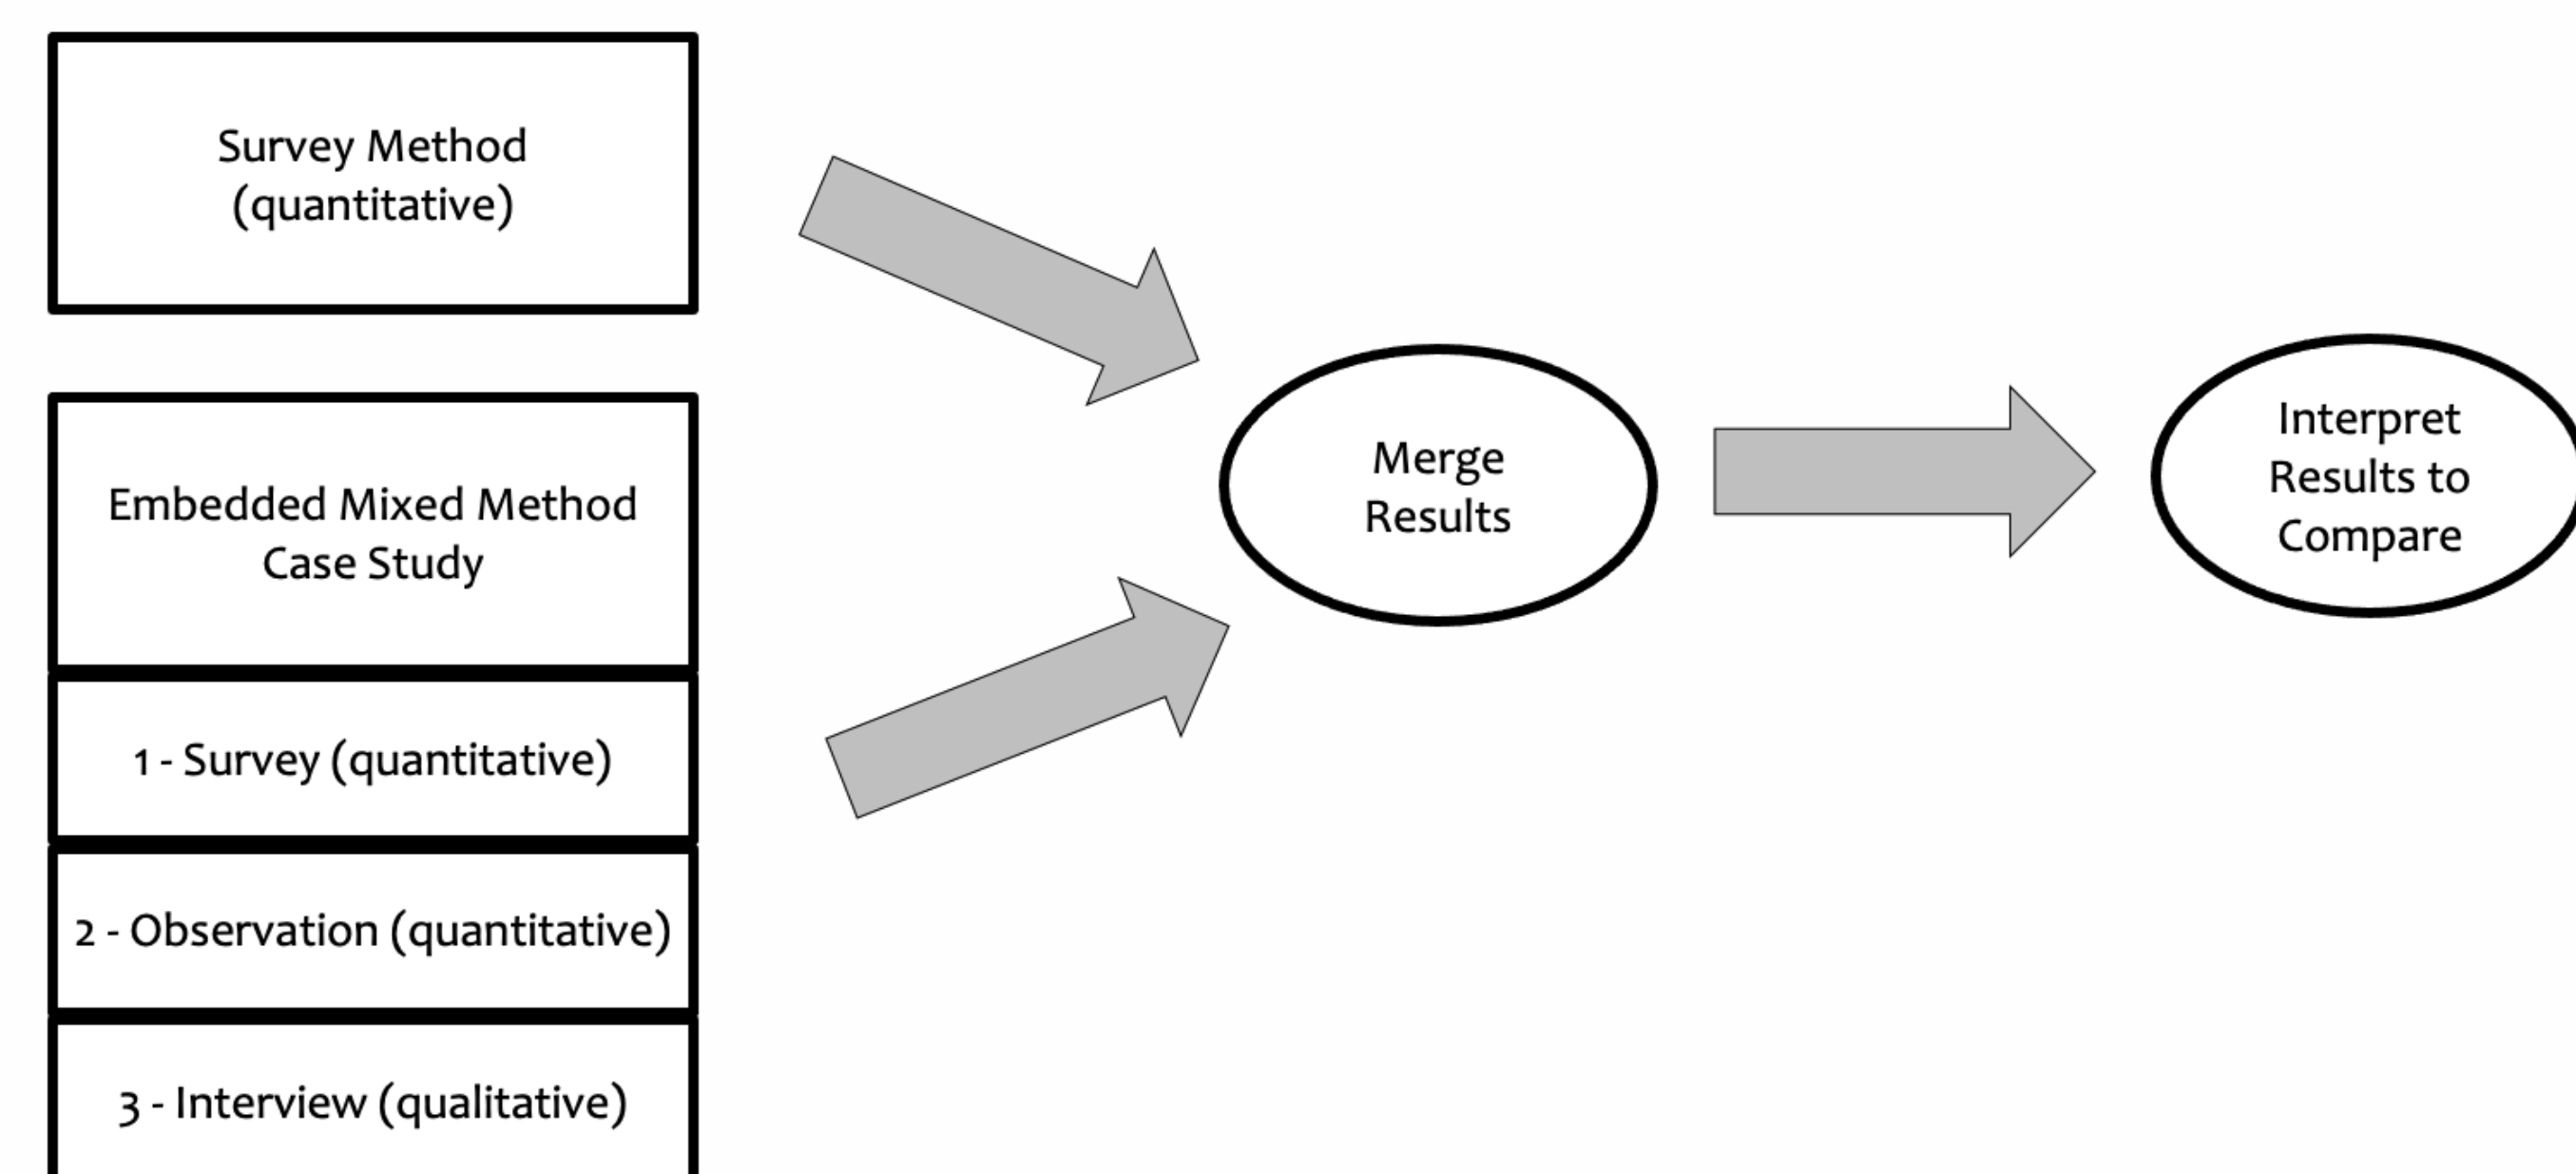 Survey Method
(quantitative)
Embedded Mixed Method
Case Study
1 - Survey (quantitative)
2 - Observation (quantitative)
3 - Interview (qualitative)
Merge
Results
Interpret
Results to
Compare